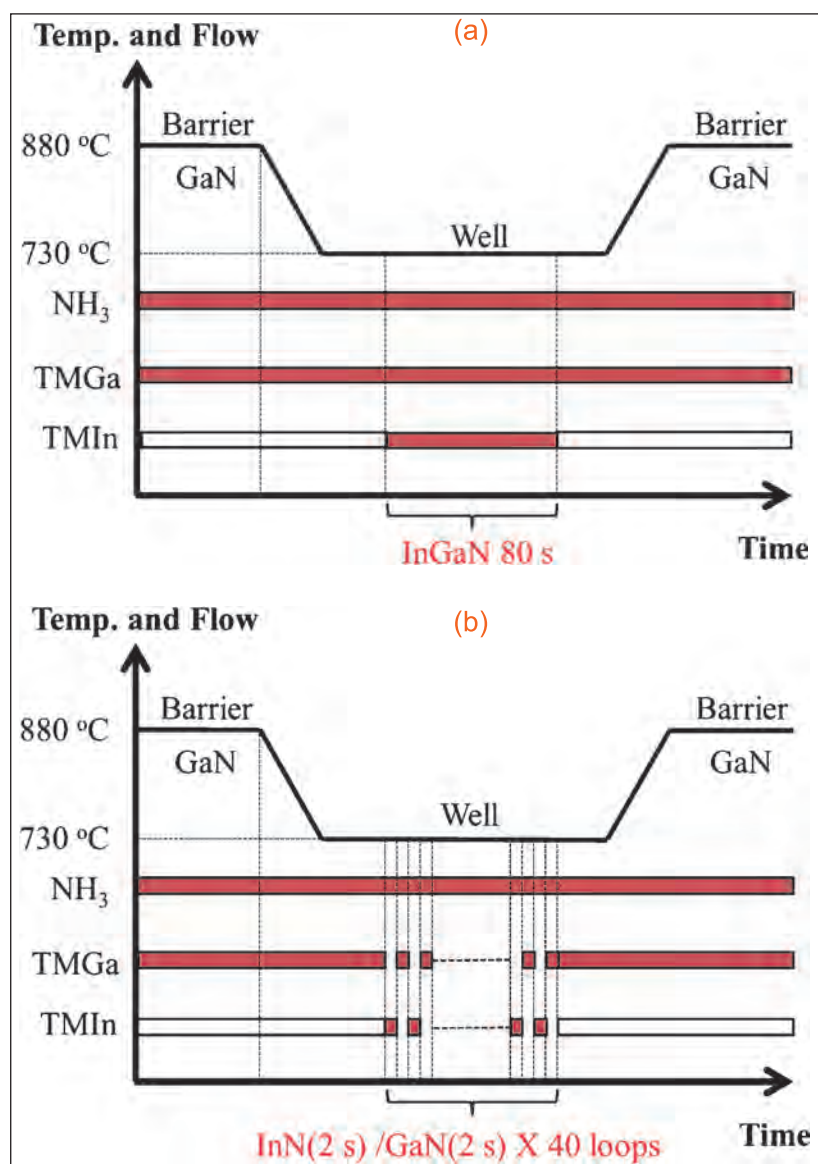 Temp. and Flow (a)
Barrier Barrier
880 °C
GaN GaN
Well
730 °C
NH₃
TMGa
TMIn
InGaN 80 s Time
Temp. and Flow (b)
Barrier Barrier
880 °C
GaN GaN
Well
730 °C
NH₃
TMGa
TMIn
InN(2 s) /GaN(2 s) X 40 loops Time